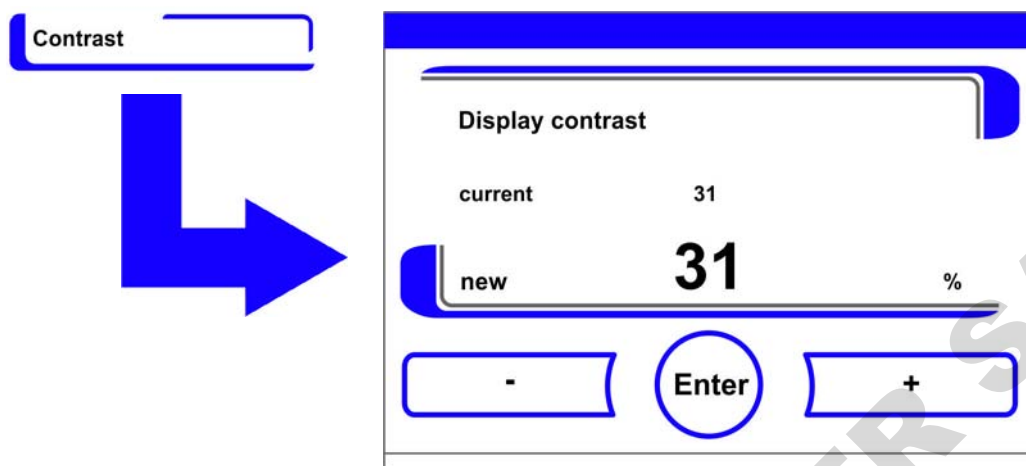 Contrast
Display contrast
current 31
new 31 %
- Enter +